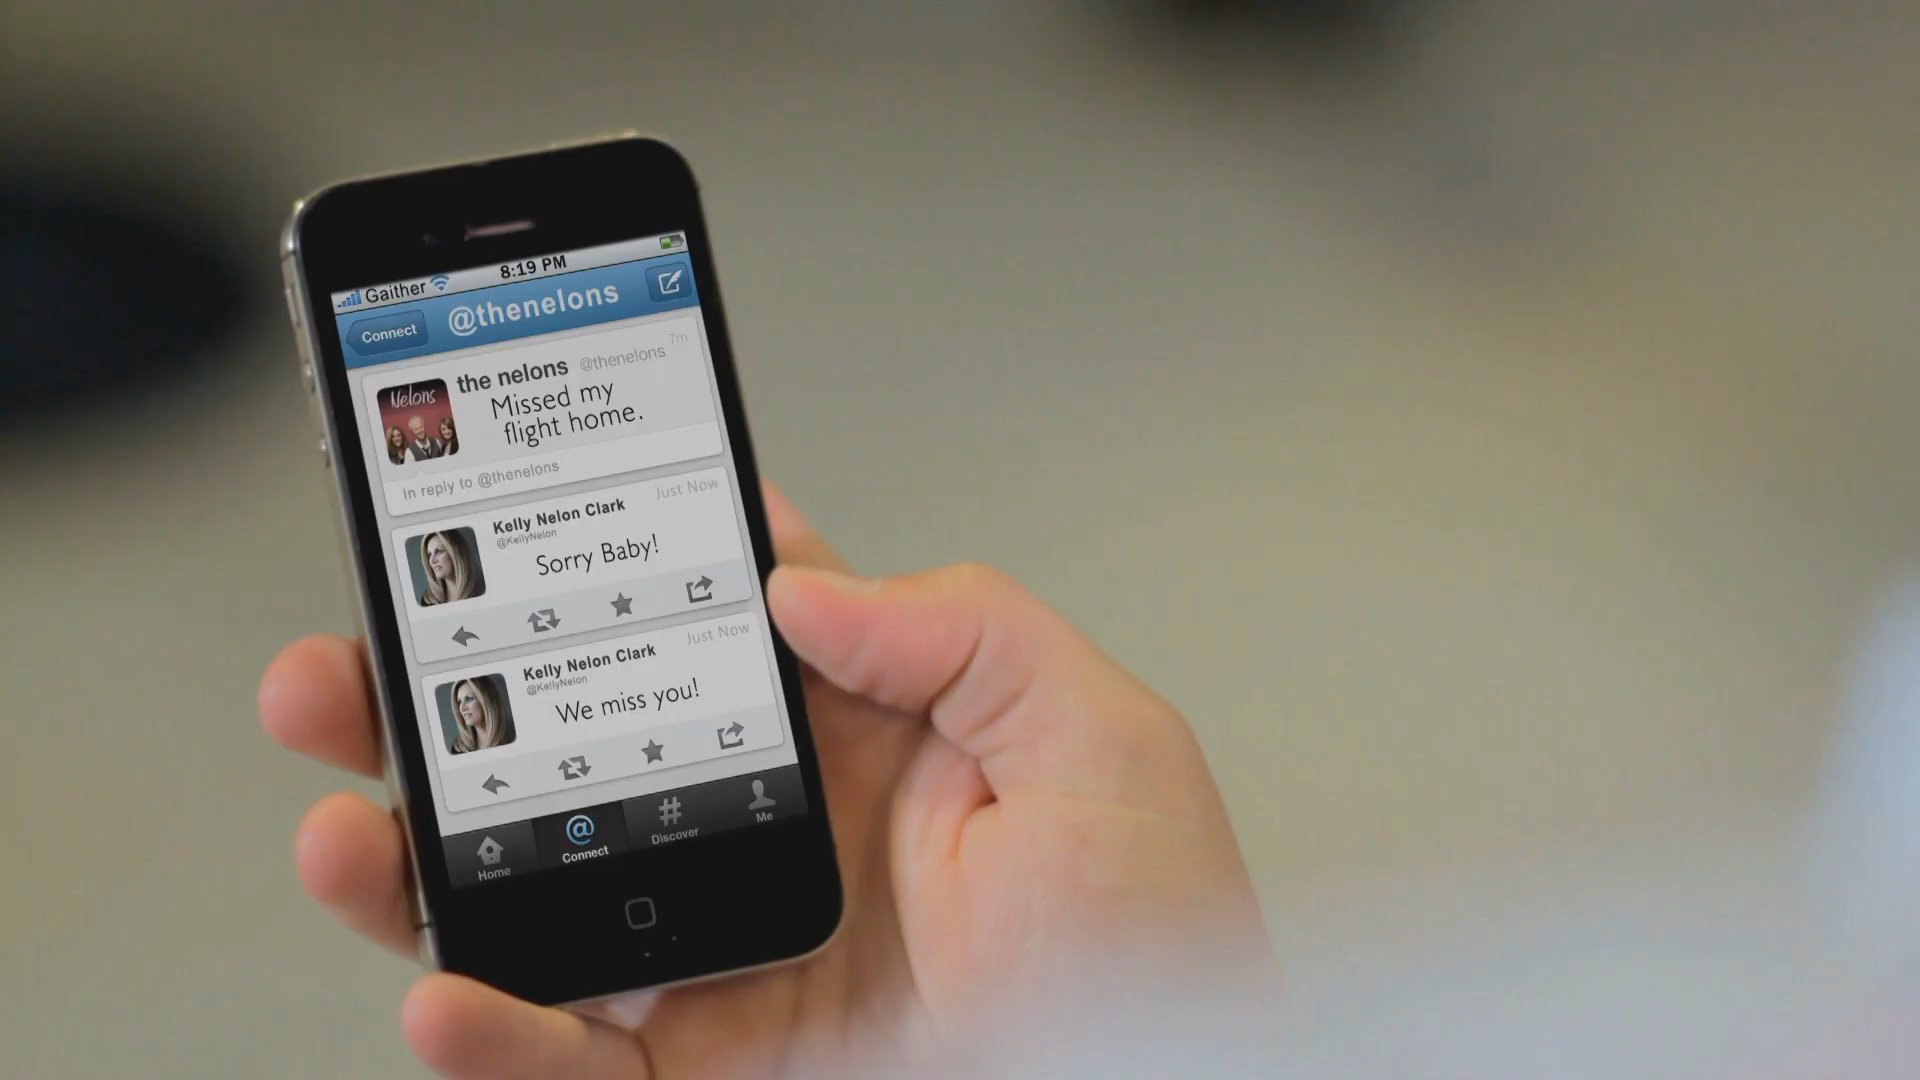 Gaither 8:19 PM
Connect @thenelons
the nelons @thenelons 7m
Nelons
Missed my
flight home.
In reply to @thenelons
Kelly Nelon Clark Just Now
@KellyNelon
Sorry Baby!
Kelly Nelon Clark Just Now
@KellyNelon
We miss you!
Home Connect Discover Me